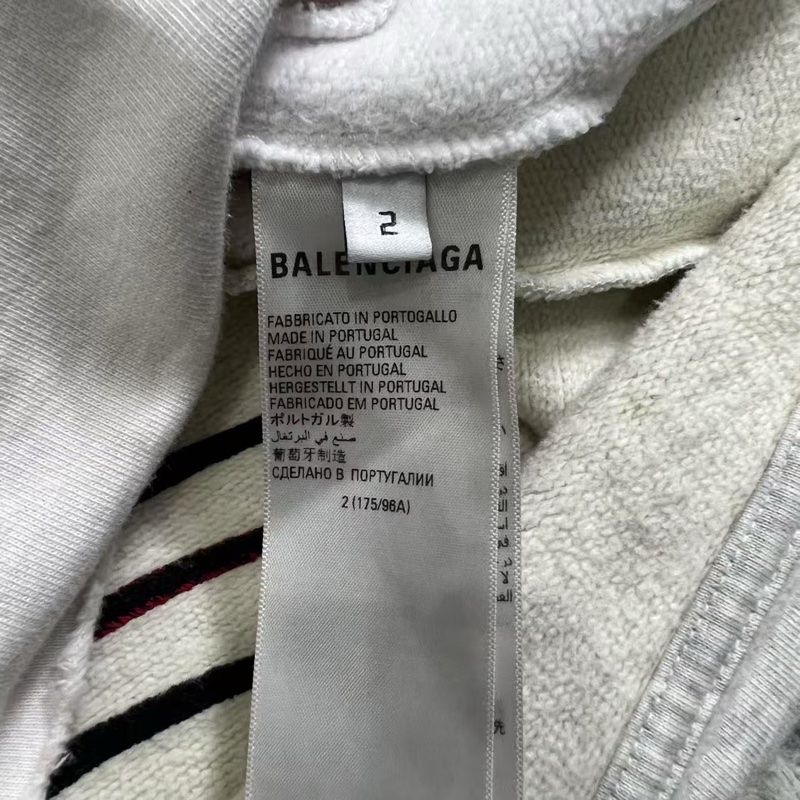 2
BALENCIAGA
FABBRICATO IN PORTOGALLO
MADE IN PORTUGAL
FABRIQUÉ AU PORTUGAL
HECHO EN PORTUGAL
HERGESTELLT IN PORTUGAL
FABRICADO EM PORTUGAL
ポルトガル製
صنع في البرتغال
葡萄牙制造
СДЕЛАНО В ПОРТУГАЛИИ
2 (175/96A)